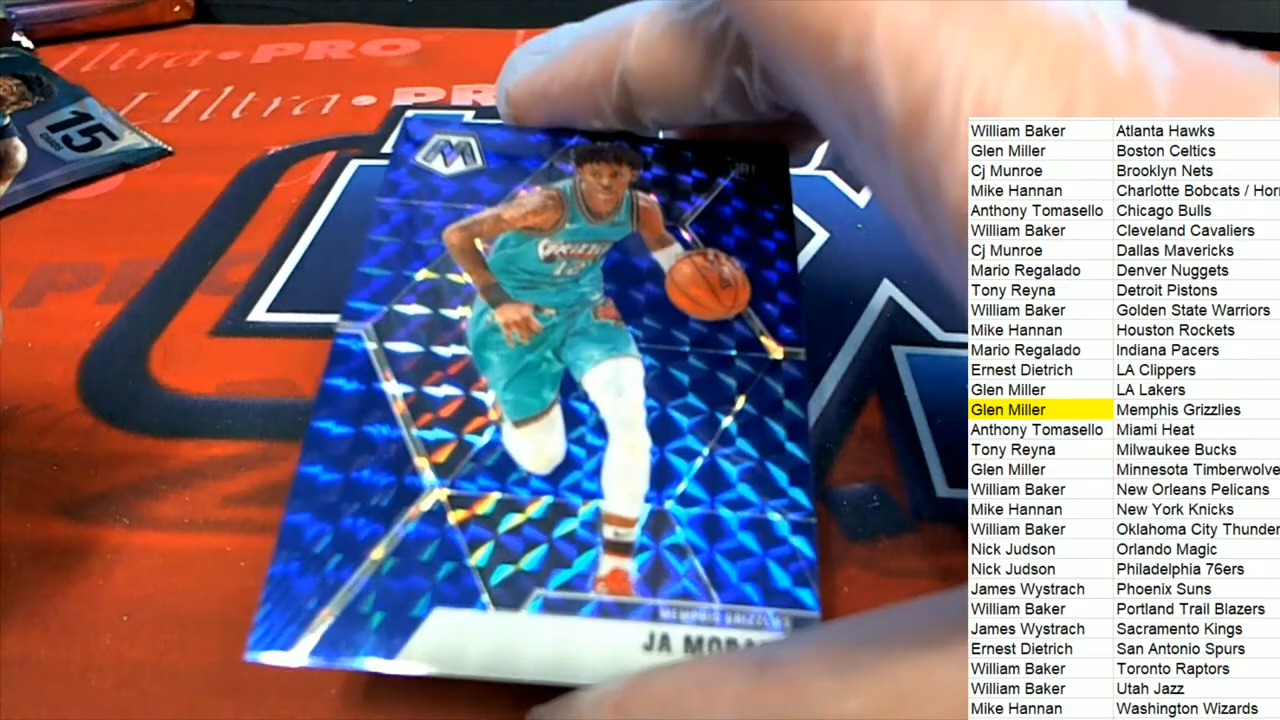 Ultra•PRO
Ultra•PRO
15
CARDS
M
GRIZZLIES
12
MEMPHIS GRIZZLIES
JA MORA
William Baker Atlanta Hawks
Glen Miller Boston Celtics
Cj Munroe Brooklyn Nets
Mike Hannan Charlotte Bobcats / Hor
Anthony Tomasello Chicago Bulls
William Baker Cleveland Cavaliers
Cj Munroe Dallas Mavericks
Mario Regalado Denver Nuggets
Tony Reyna Detroit Pistons
William Baker Golden State Warriors
Mike Hannan Houston Rockets
Mario Regalado Indiana Pacers
Ernest Dietrich LA Clippers
Glen Miller LA Lakers
Glen Miller Memphis Grizzlies
Anthony Tomasello Miami Heat
Tony Reyna Milwaukee Bucks
Glen Miller Minnesota Timberwolve
William Baker New Orleans Pelicans
Mike Hannan New York Knicks
William Baker Oklahoma City Thunder
Nick Judson Orlando Magic
Nick Judson Philadelphia 76ers
James Wystrach Phoenix Suns
William Baker Portland Trail Blazers
James Wystrach Sacramento Kings
Ernest Dietrich San Antonio Spurs
William Baker Toronto Raptors
William Baker Utah Jazz
Mike Hannan Washington Wizards